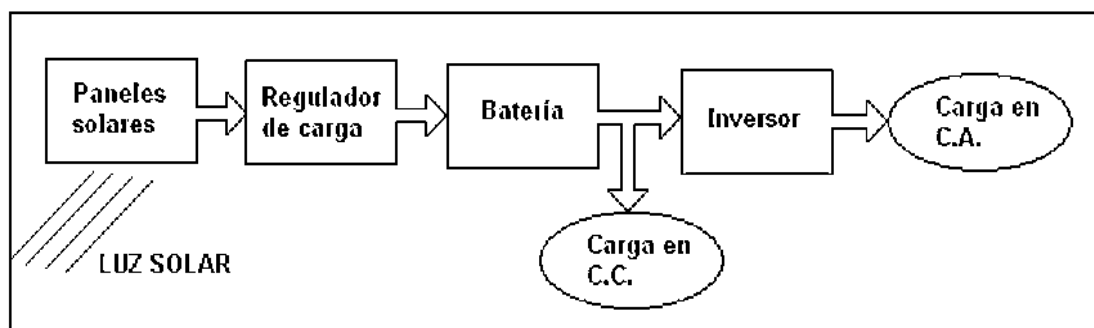 Paneles
solares
Regulador
de carga
Batería
Inversor
Carga en
C.A.
Carga en
C.C.
LUZ SOLAR